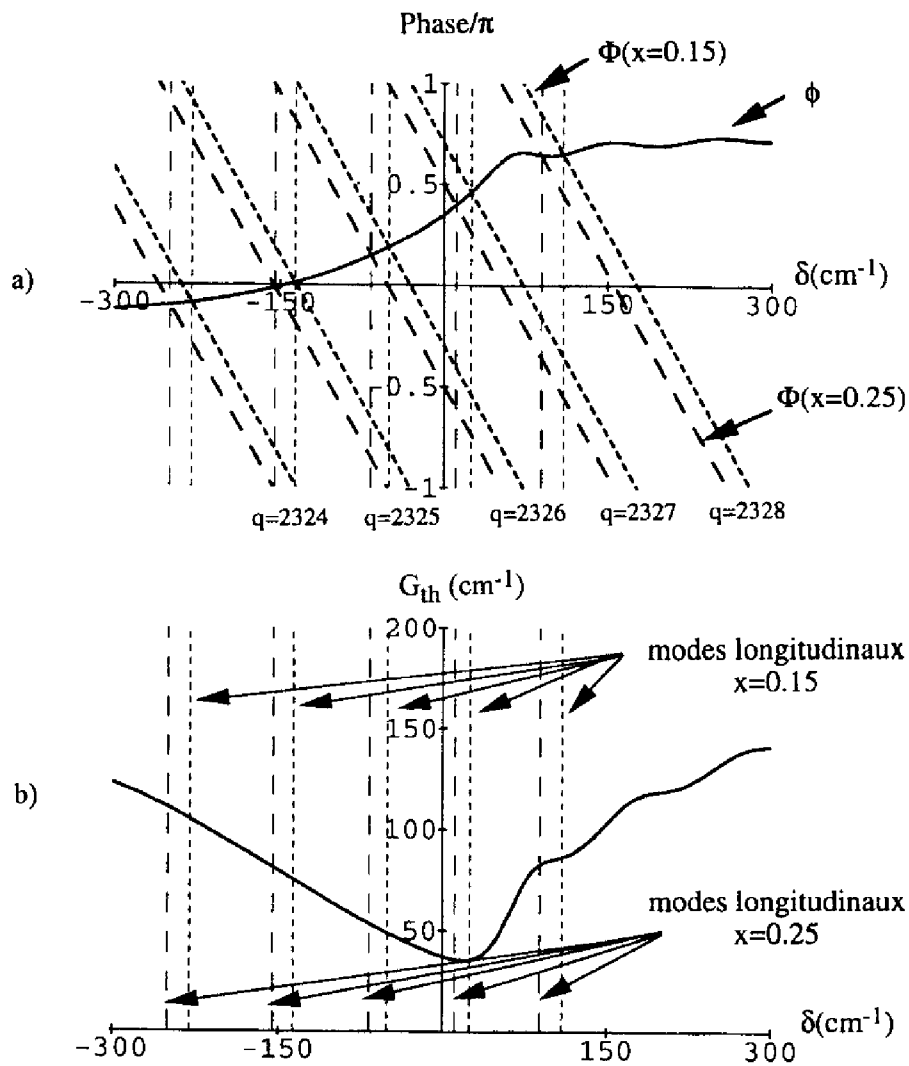 Phase/π
Φ(x=0.15)
1
ϕ
0.5
a)
-300
-150
150
300
δ(cm⁻¹)
-0.5
Φ(x=0.25)
-1
q=2324
q=2325
q=2326
q=2327
q=2328
G_th (cm⁻¹)
200
modes longitudinaux
x=0.15
150
b)
100
modes longitudinaux
x=0.25
50
-300
-150
150
300
δ(cm⁻¹)